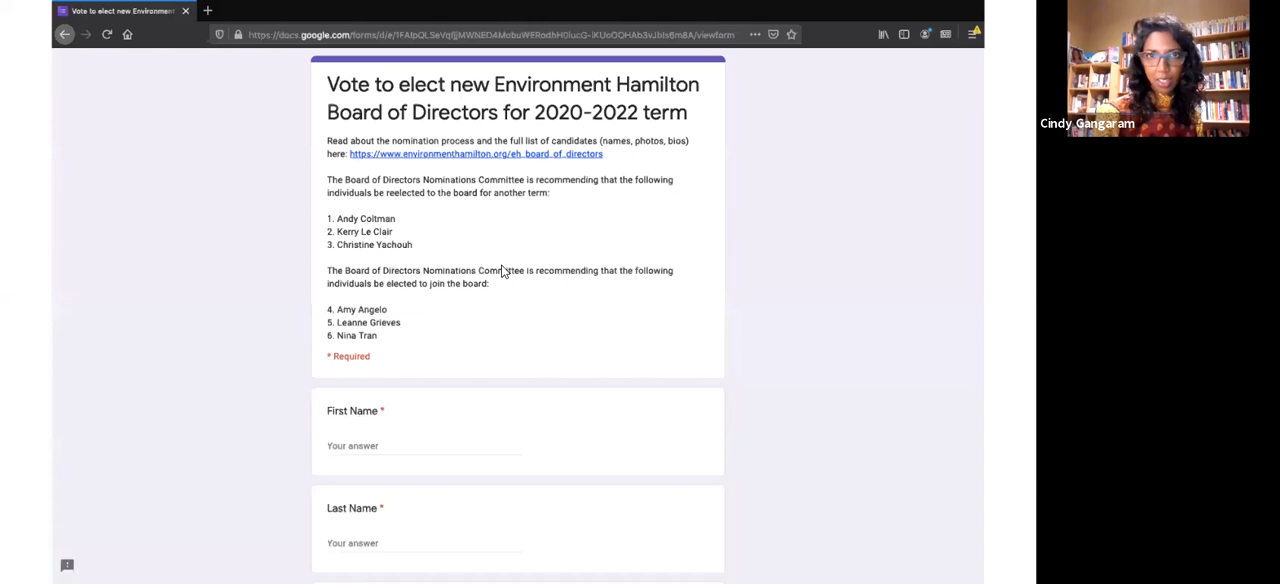 Vote to elect new Environment
Vote to elect new Environment Hamilton
Board of Directors for 2020-2022 term
Read about the nomination process and the full list of candidates (names, photos, bios)
here: https://www.environmenthamilton.org/eh_board_of_directors
The Board of Directors Nominations Committee is recommending that the following
individuals be reelected to the board for another term:
1. Andy Coltman
2. Kerry Le Clair
3. Christine Yachouh
The Board of Directors Nominations Committee is recommending that the following
individuals be elected to join the board:
4. Amy Angelo
5. Leanne Grieves
6. Nina Tran
* Required
First Name *
Your answer
Last Name *
Your answer
Cindy Gangaram